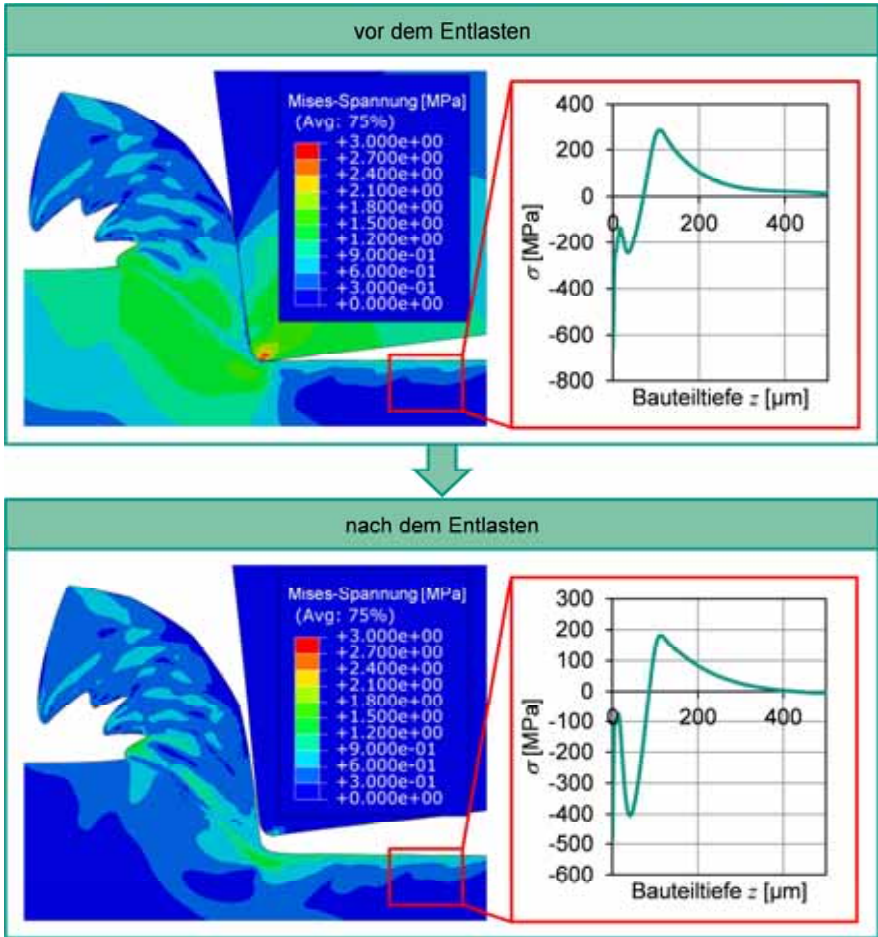 vor dem Entlasten
Mises-Spannung [MPa]
(Avg: 75%)
+3.000e+00
+2.700e+00
+2.400e+00
+2.100e+00
+1.800e+00
+1.500e+00
+1.200e+00
+9.000e-01
+6.000e-01
+3.000e-01
+0.000e+00
σ [MPa]
400
200
0
-200
-400
-600
-800
0
200
400
Bauteiltiefe z [µm]
nach dem Entlasten
Mises-Spannung [MPa]
(Avg: 75%)
+3.000e+00
+2.700e+00
+2.400e+00
+2.100e+00
+1.800e+00
+1.500e+00
+1.200e+00
+9.000e-01
+6.000e-01
+3.000e-01
+0.000e+00
σ [MPa]
300
200
100
0
-100
-200
-300
-400
-500
-600
0
200
400
Bauteiltiefe z [µm]